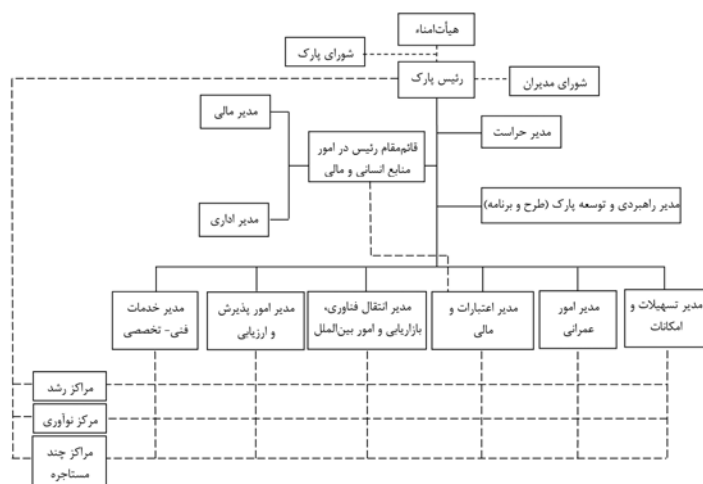 هیأت‌امناء
شورای پارک
رئیس پارک
شورای مدیران
مدیر مالی
مدیر حراست
قائم‌مقام رئیس در امور
منابع انسانی و مالی
مدیر راهبردی و توسعه پارک (طرح و برنامه)
مدیر اداری
مدیر تسهیلات و
امکانات
مدیر امور
عمرانی
مدیر اعتبارات و
مالی
مدیر انتقال فناوری،
بازاریابی و امور بین‌الملل
مدیر امور پذیرش
و ارزیابی
مدیر خدمات
فنی- تخصصی
مراکز رشد
مرکز نوآوری
مراکز چند
مستاجره